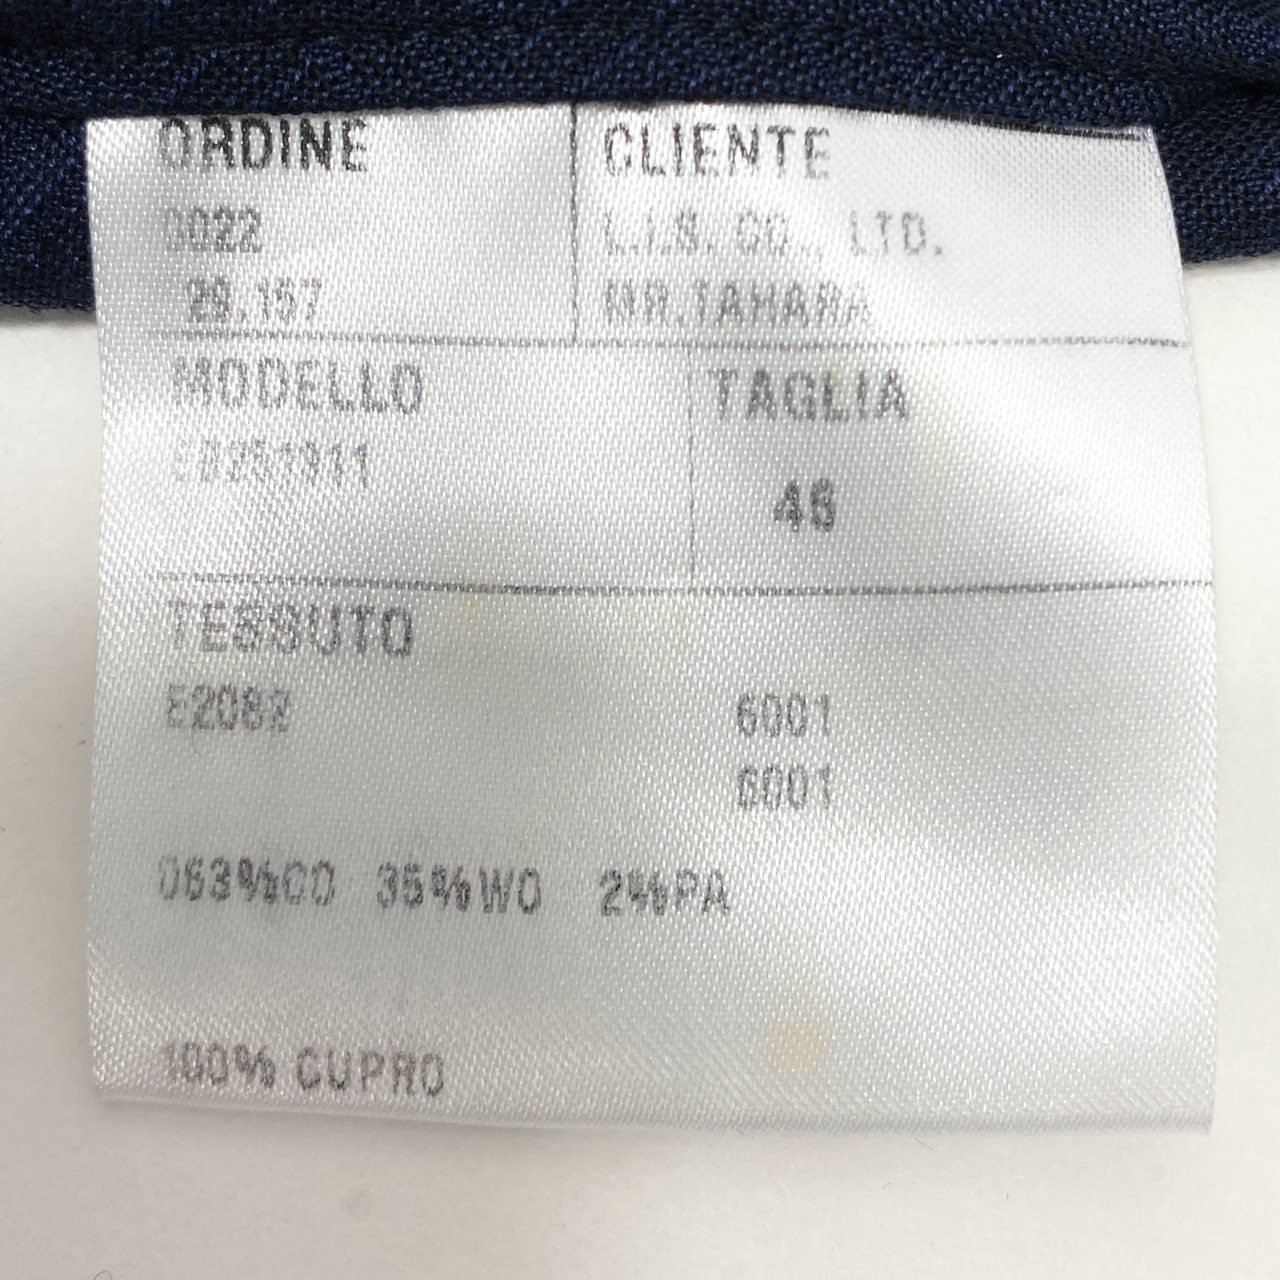 ORDINE
CLIENTE
0022
L.I.S. CO., LTD.
29.157
MR.TAHARA
MODELLO
TAGLIA
46
TESSUTO
E2082
6001
6001
063%CO 35%WO 2%PA
100% CUPRO